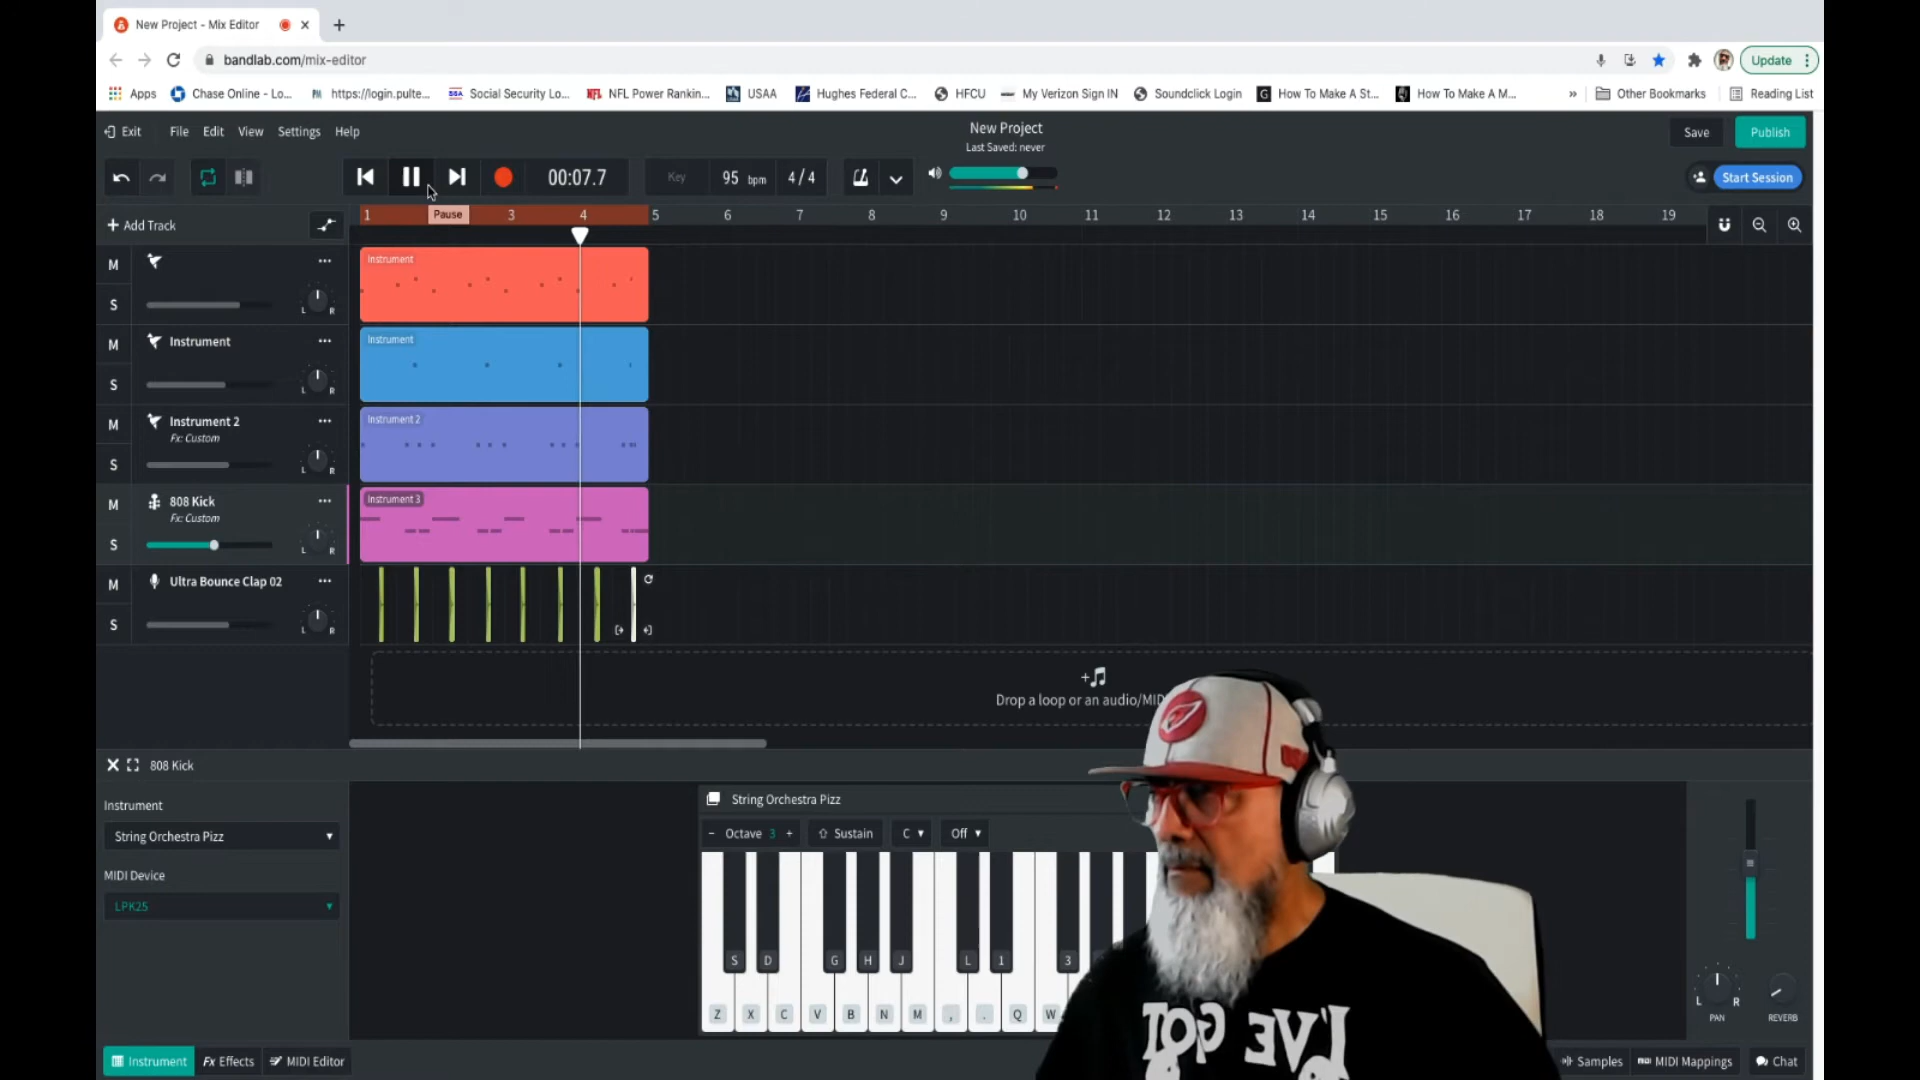 New Project - Mix Editor
bandlab.com/mix-editor
Update
Apps Chase Online - Lo... PM https://login.pulte... SSA Social Security Lo... NFL Power Rankin... USAA Hughes Federal C... HFCU My Verizon Sign IN Soundclick Login G How To Make A St... How To Make A M... » Other Bookmarks Reading List
Exit File Edit View Settings Help
New Project
Last Saved: never
Save Publish
00:07.7 Key 95 bpm 4/4
Start Session
+ Add Track
1 Pause 3 4 5 6 7 8 9 10 11 12 13 14 15 16 17 18 19
M
S
L R
Instrument
M Instrument
S
L R
Instrument
M Instrument 2
Fx: Custom
S
L R
Instrument 2
M 808 Kick
Fx: Custom
S
L R
Instrument 3
M Ultra Bounce Clap 02
S
L R
Drop a loop or an audio/MID
808 Kick
Instrument
String Orchestra Pizz
MIDI Device
LPK25
String Orchestra Pizz
- Octave 3 + Sustain C Off
S D G H J L 1 3
Z X C V B N M , . Q W
L R
PAN REVERB
I'VE GOT
Instrument Fx Effects MIDI Editor
Samples MIDI Mappings Chat